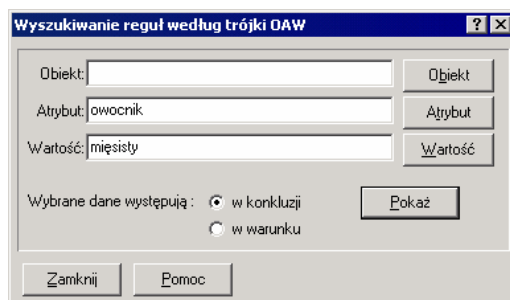 Wyszukiwanie reguł według trójki OAW
Obiekt: Obiekt
Atrybut: owocnik Atrybut
Wartość: mięsisty Wartość
Wybrane dane występują : w konkluzji Pokaż
w warunku
Zamknij Pomoc